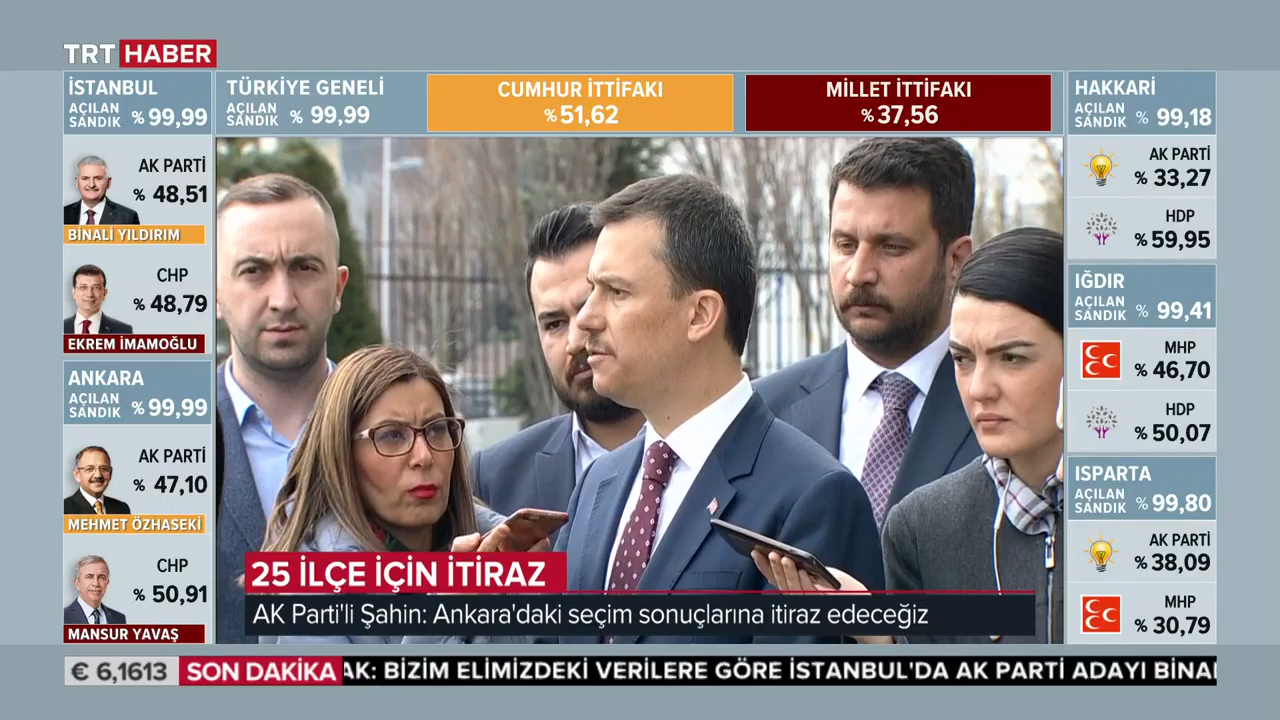 TRT HABER
İSTANBUL
AÇILAN SANDIK % 99,99
AK PARTİ
% 48,51
BİNALİ YILDIRIM
CHP
% 48,79
EKREM İMAMOĞLU
ANKARA
AÇILAN SANDIK % 99,99
AK PARTİ
% 47,10
MEHMET ÖZHASEKİ
CHP
% 50,91
MANSUR YAVAŞ
TÜRKİYE GENELİ
AÇILAN SANDIK % 99,99
CUMHUR İTTİFAKI
% 51,62
MİLLET İTTİFAKI
% 37,56
HAKKARİ
AÇILAN SANDIK % 99,18
AK PARTİ
% 33,27
HDP
% 59,95
IĞDIR
AÇILAN SANDIK % 99,41
MHP
% 46,70
HDP
% 50,07
ISPARTA
AÇILAN SANDIK % 99,80
AK PARTİ
% 38,09
MHP
% 30,79
25 İLÇE İÇİN İTİRAZ
AK Parti'li Şahin: Ankara'daki seçim sonuçlarına itiraz edeceğiz
€ 6,1613 SON DAKİKA AK: BİZİM ELİMİZDEKİ VERİLERE GÖRE İSTANBUL'DA AK PARTİ ADAYI BİNAL